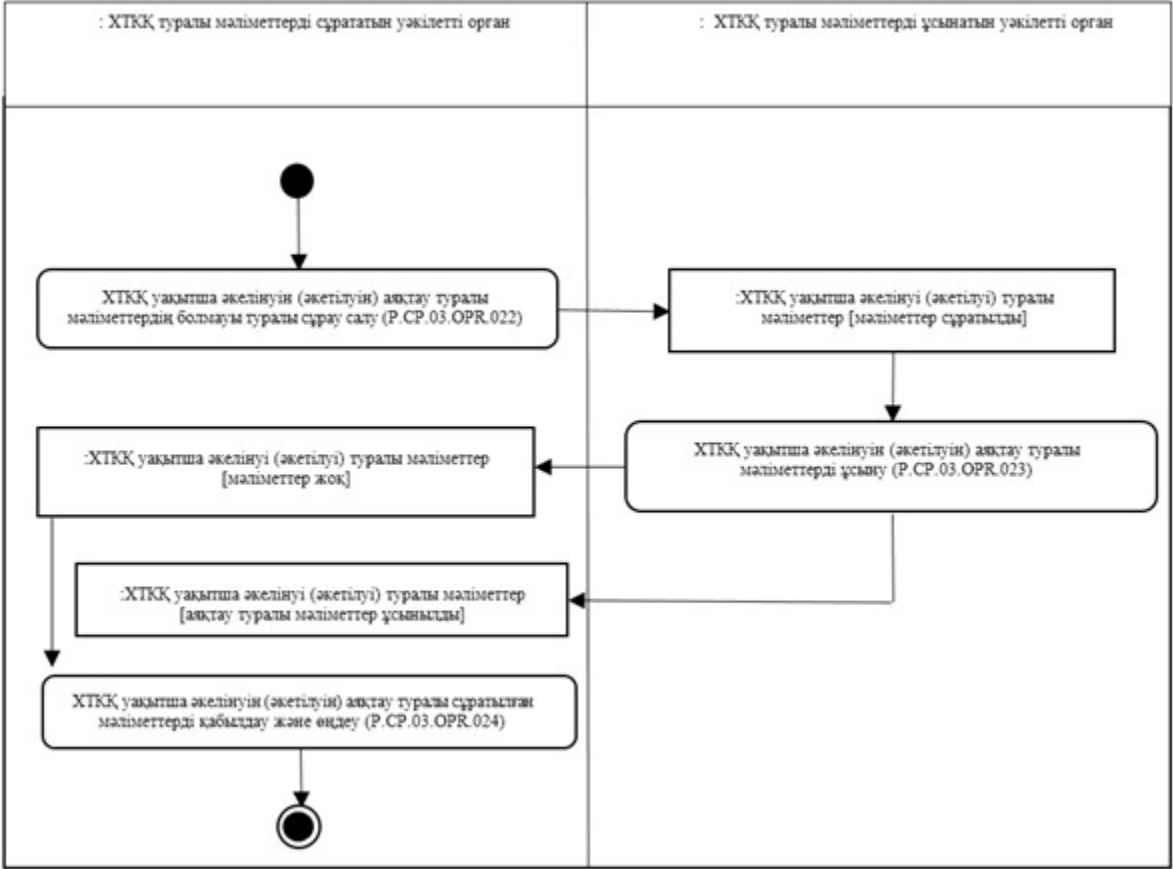 : ХТКҚ туралы мәліметтерді сұрататын уәкілетті орган
: ХТКҚ туралы мәліметтерді ұсынатын уәкілетті орган
ХТКҚ уақытша әкелінуін (әкетілуін) аяқтау туралы
мәліметтердің болмауы туралы сұрау салу (P.CP.03.OPR.022)
:ХТКҚ уақытша әкелінуі (әкетілуі) туралы
мәліметтер [мәліметтер сұратылды]
:ХТКҚ уақытша әкелінуі (әкетілуі) туралы мәліметтер
[мәліметтер жоқ]
ХТКҚ уақытша әкелінуін (әкетілуін) аяқтау туралы
мәліметтерді ұсыну (P.CP.03.OPR.023)
:ХТКҚ уақытша әкелінуі (әкетілуі) туралы мәліметтер
[аяқтау туралы мәліметтер ұсынылды]
ХТКҚ уақытша әкелінуін (әкетілуін) аяқтау туралы сұратылған
мәліметтерді қабылдау және өңдеу (P.CP.03.OPR.024)